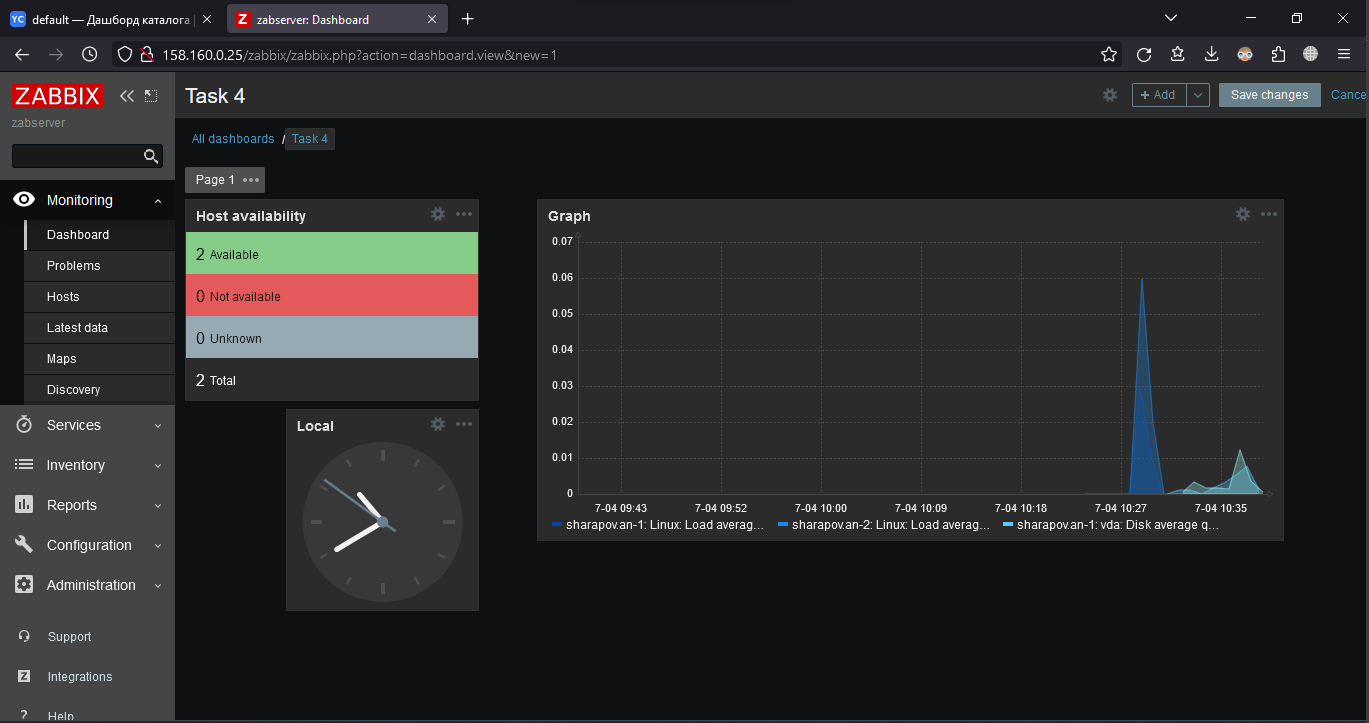 YC default — Дашборд каталога
Z zabserver: Dashboard
158.160.0.25/zabbix/zabbix.php?action=dashboard.view&new=1
ZABBIX
zabserver
Monitoring
Dashboard
Problems
Hosts
Latest data
Maps
Discovery
Services
Inventory
Reports
Configuration
Administration
Support
Z Integrations
? Help
Task 4
+ Add
Save changes
Cance
All dashboards / Task 4
Page 1 •••
Host availability
2 Available
0 Not available
0 Unknown
2 Total
Local
Graph
0.07
0.06
0.05
0.04
0.03
0.02
0.01
0
7-04 09:43 7-04 09:52 7-04 10:00 7-04 10:09 7-04 10:18 7-04 10:27 7-04 10:35
sharapov.an-1: Linux: Load averag... sharapov.an-2: Linux: Load averag... sharapov.an-1: vda: Disk average q...